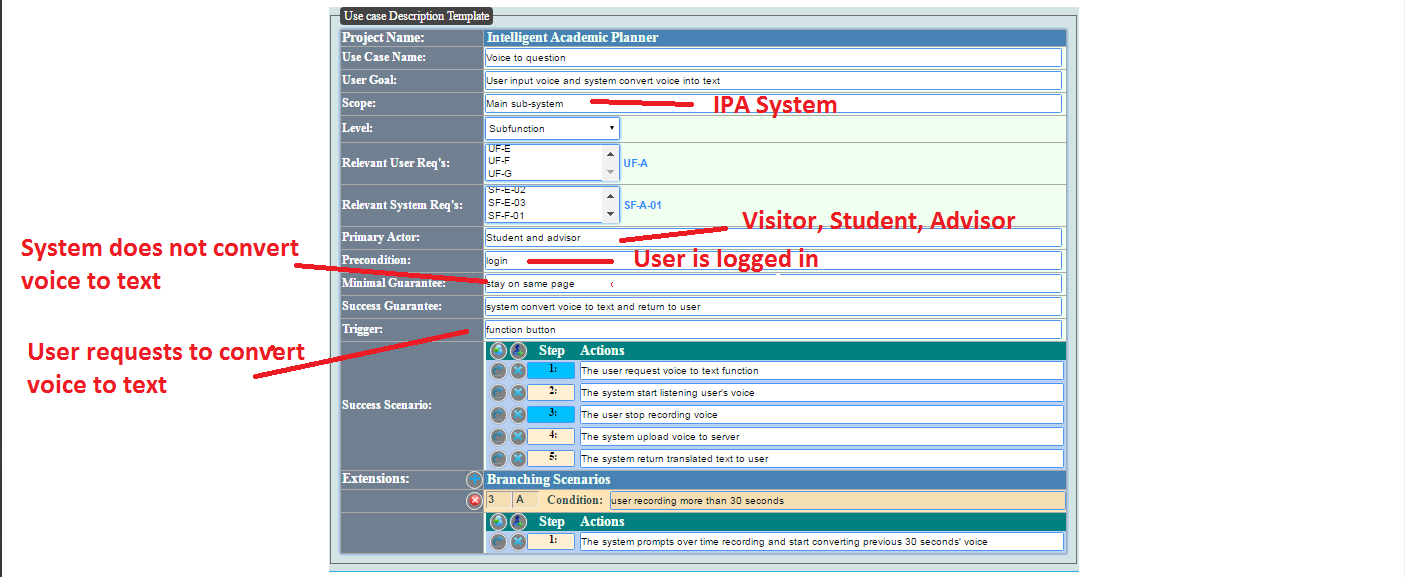 Use case Description Template
Project Name: Intelligent Academic Planner
Use Case Name: Voice to question
User Goal: User input voice and system convert voice into text
Scope: Main sub-system IPA System
Level: Subfunction
UF-E
Relevant User Req's: UF-F UF-A
UF-G
SF-E-02
Relevant System Req's: SF-E-03 SF-A-01
SF-F-01
Visitor, Student, Advisor
Primary Actor: Student and advisor
System does not convert
voice to text
Precondition: login User is logged in
Minimal Guarantee: stay on same page
Success Guarantee: system convert voice to text and return to user
Trigger: function button
User requests to convert
voice to text
Step Actions
1: The user request voice to text function
2: The system start listening user's voice
Success Scenario: 3: The user stop recording voice
4: The system upload voice to server
5: The system return translated text to user
Extensions: Branching Scenarios
3 A Condition: user recording more than 30 seconds
Step Actions
1: The system prompts over time recording and start converting previous 30 seconds' voice